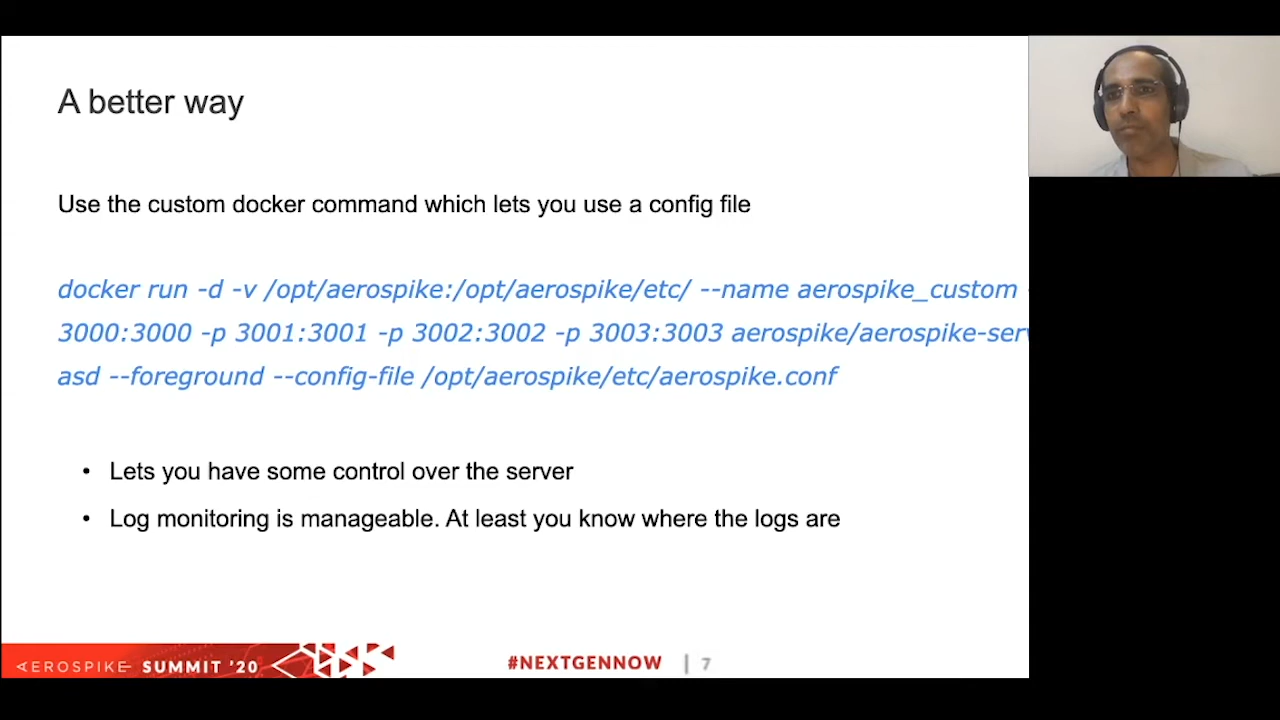 A better way
Use the custom docker command which lets you use a config file
docker run -d -v /opt/aerospike:/opt/aerospike/etc/ --name aerospike_custom
3000:3000 -p 3001:3001 -p 3002:3002 -p 3003:3003 aerospike/aerospike-serv
asd --foreground --config-file /opt/aerospike/etc/aerospike.conf
• Lets you have some control over the server
• Log monitoring is manageable. At least you know where the logs are
AEROSPIKE SUMMIT '20
#NEXTGENNOW | 7